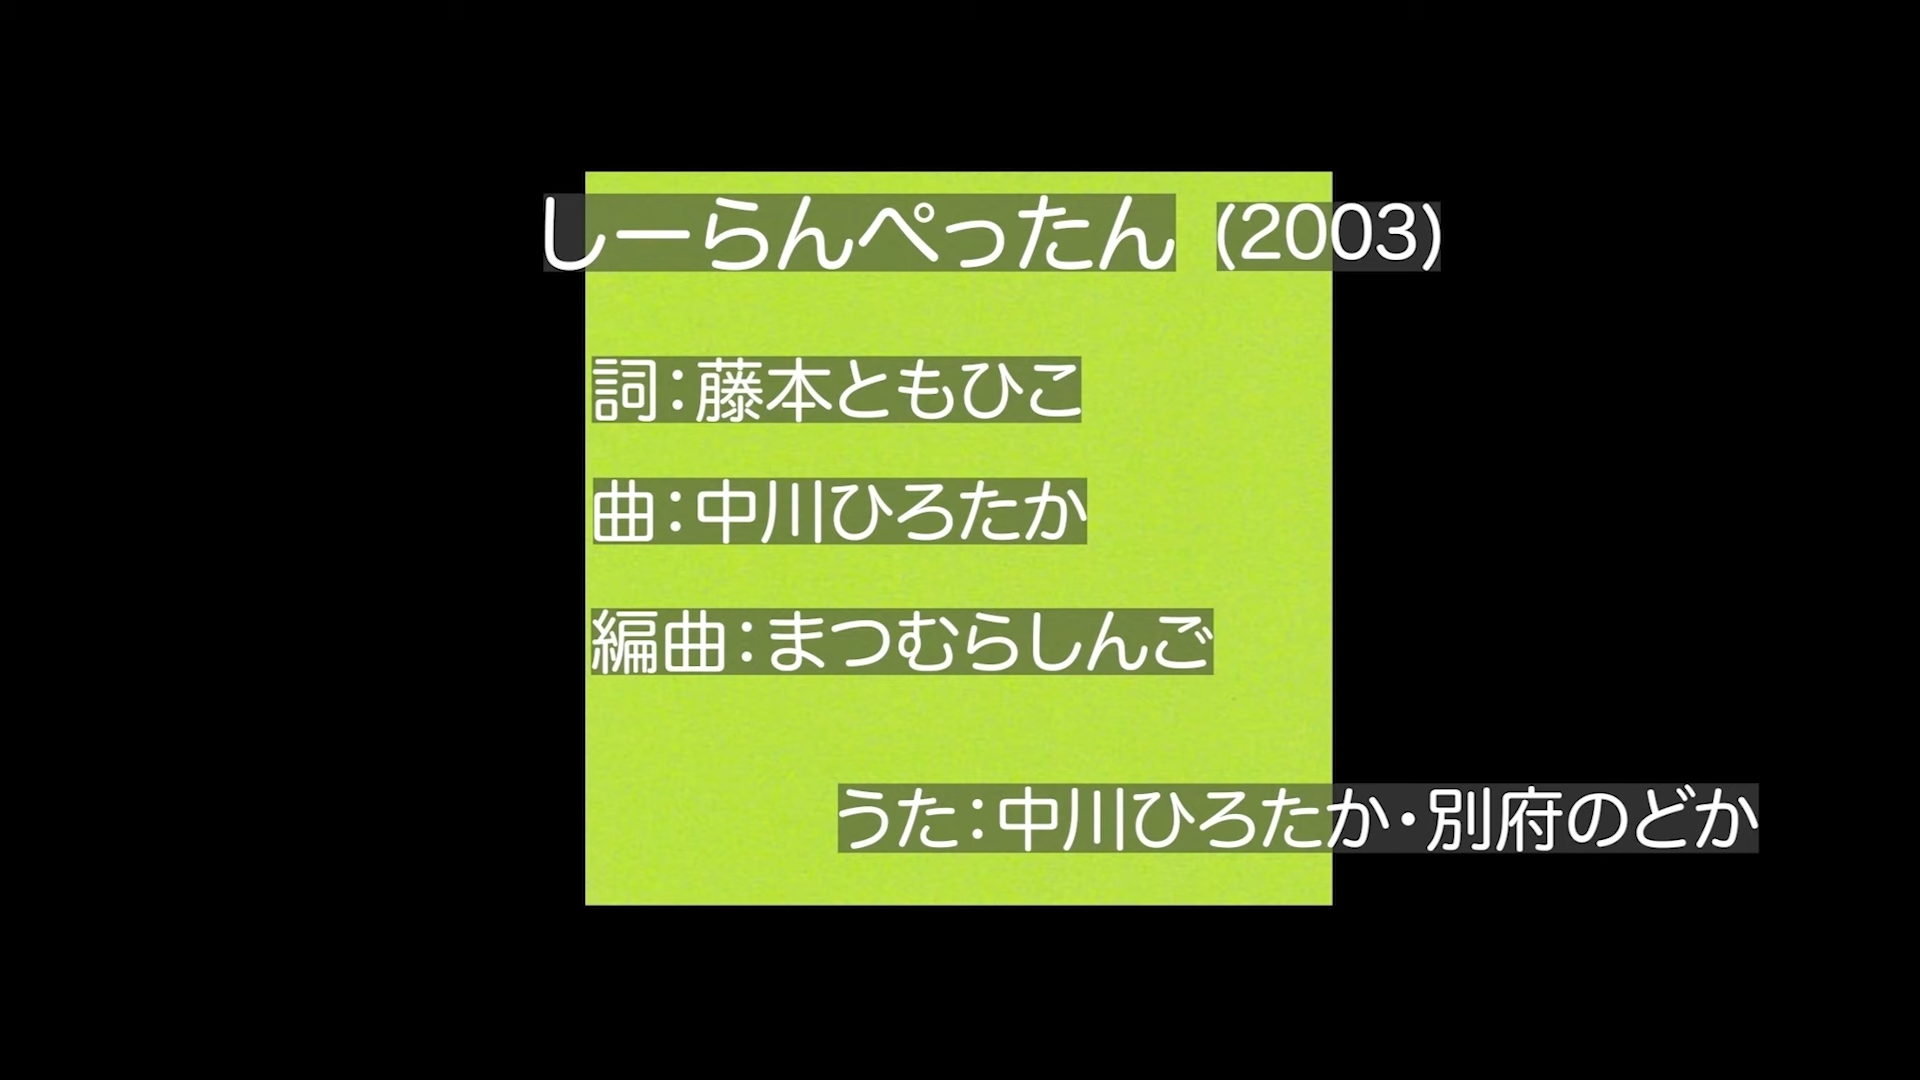 しーらんぺったん (2003)
詞：藤本ともひこ
曲：中川ひろたか
編曲：まつむらしんご
うた：中川ひろたか・別府のどか